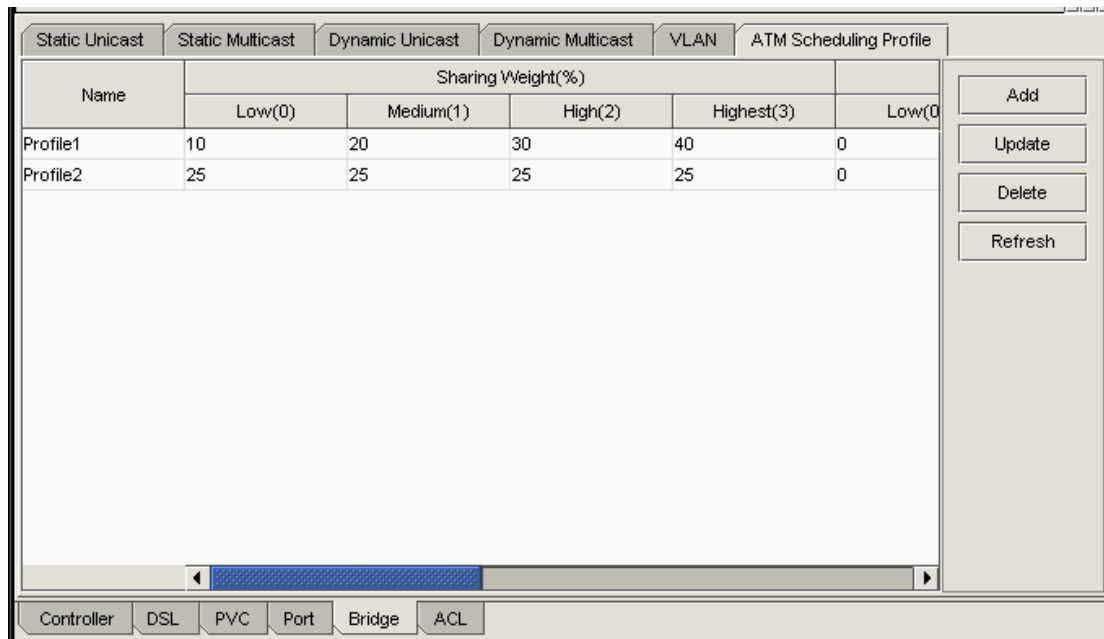 Static Unicast Static Multicast Dynamic Unicast Dynamic Multicast VLAN ATM Scheduling Profile
Sharing Weight(%)
Name
Low(0) Medium(1) High(2) Highest(3) Low(0
Profile1 10 20 30 40 0
Profile2 25 25 25 25 0
Add
Update
Delete
Refresh
Controller DSL PVC Port Bridge ACL